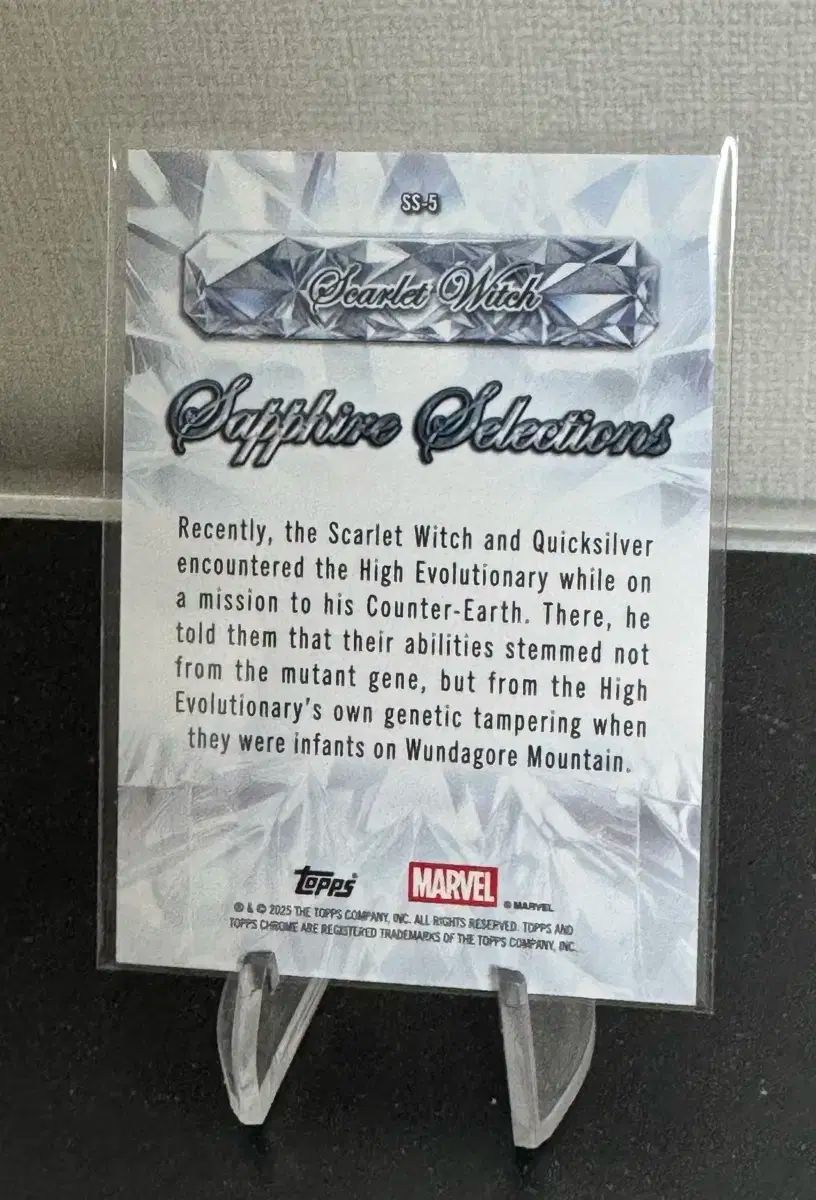 SS-5
Scarlet Witch
Sapphire Selections
Recently, the Scarlet Witch and Quicksilver
encountered the High Evolutionary while on
a mission to his Counter-Earth. There, he
told them that their abilities stemmed not
from the mutant gene, but from the High
Evolutionary's own genetic tampering when
they were infants on Wundagore Mountain.
Topps®
MARVEL © MARVEL
® & © 2025 THE TOPPS COMPANY, INC. ALL RIGHTS RESERVED. TOPPS AND
TOPPS CHROME ARE REGISTERED TRADEMARKS OF THE TOPPS COMPANY, INC.